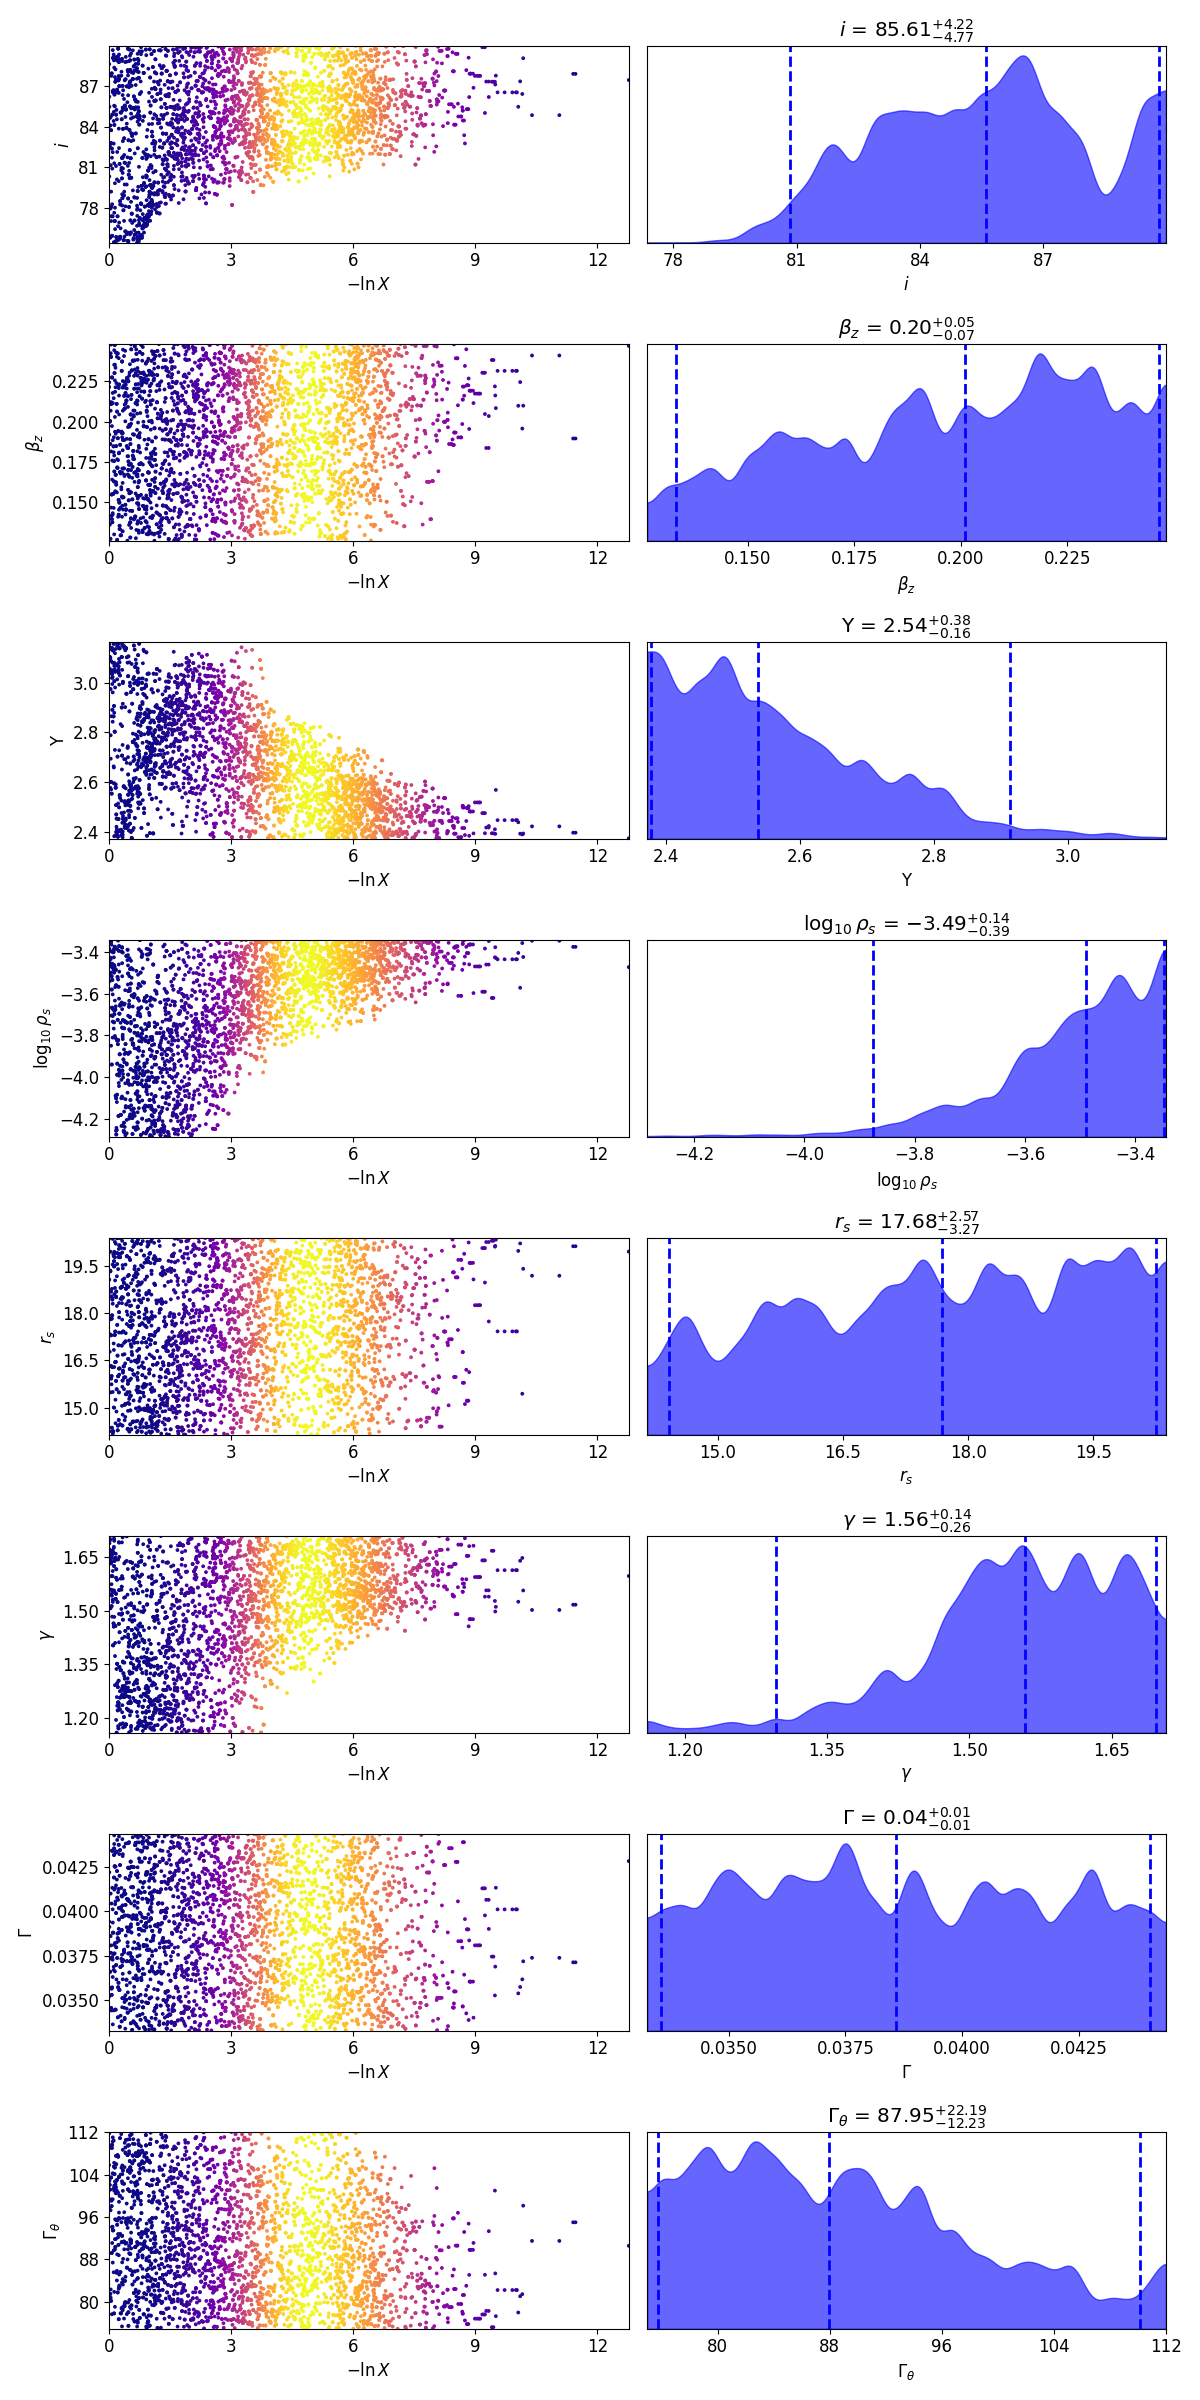 i = 85.61 +4.22 −4.77
87
84
81
78
i
0 3 6 9 12
−ln X
78 81 84 87
i
β_z = 0.20 +0.05 −0.07
0.225
0.200
0.175
0.150
β_z
0 3 6 9 12
−ln X
0.150 0.175 0.200 0.225
β_z
Υ = 2.54 +0.38 −0.16
3.0
2.8
2.6
2.4
Υ
0 3 6 9 12
−ln X
2.4 2.6 2.8 3.0
Υ
log₁₀ ρ_s = −3.49 +0.14 −0.39
−3.4
−3.6
−3.8
−4.0
−4.2
log₁₀ ρ_s
0 3 6 9 12
−ln X
−4.2 −4.0 −3.8 −3.6 −3.4
log₁₀ ρ_s
r_s = 17.68 +2.57 −3.27
19.5
18.0
16.5
15.0
r_s
0 3 6 9 12
−ln X
15.0 16.5 18.0 19.5
r_s
γ = 1.56 +0.14 −0.26
1.65
1.50
1.35
1.20
γ
0 3 6 9 12
−ln X
1.20 1.35 1.50 1.65
γ
Γ = 0.04 +0.01 −0.01
0.0425
0.0400
0.0375
0.0350
Γ
0 3 6 9 12
−ln X
0.0350 0.0375 0.0400 0.0425
Γ
Γ_θ = 87.95 +22.19 −12.23
112
104
96
88
80
Γ_θ
0 3 6 9 12
−ln X
80 88 96 104 112
Γ_θ